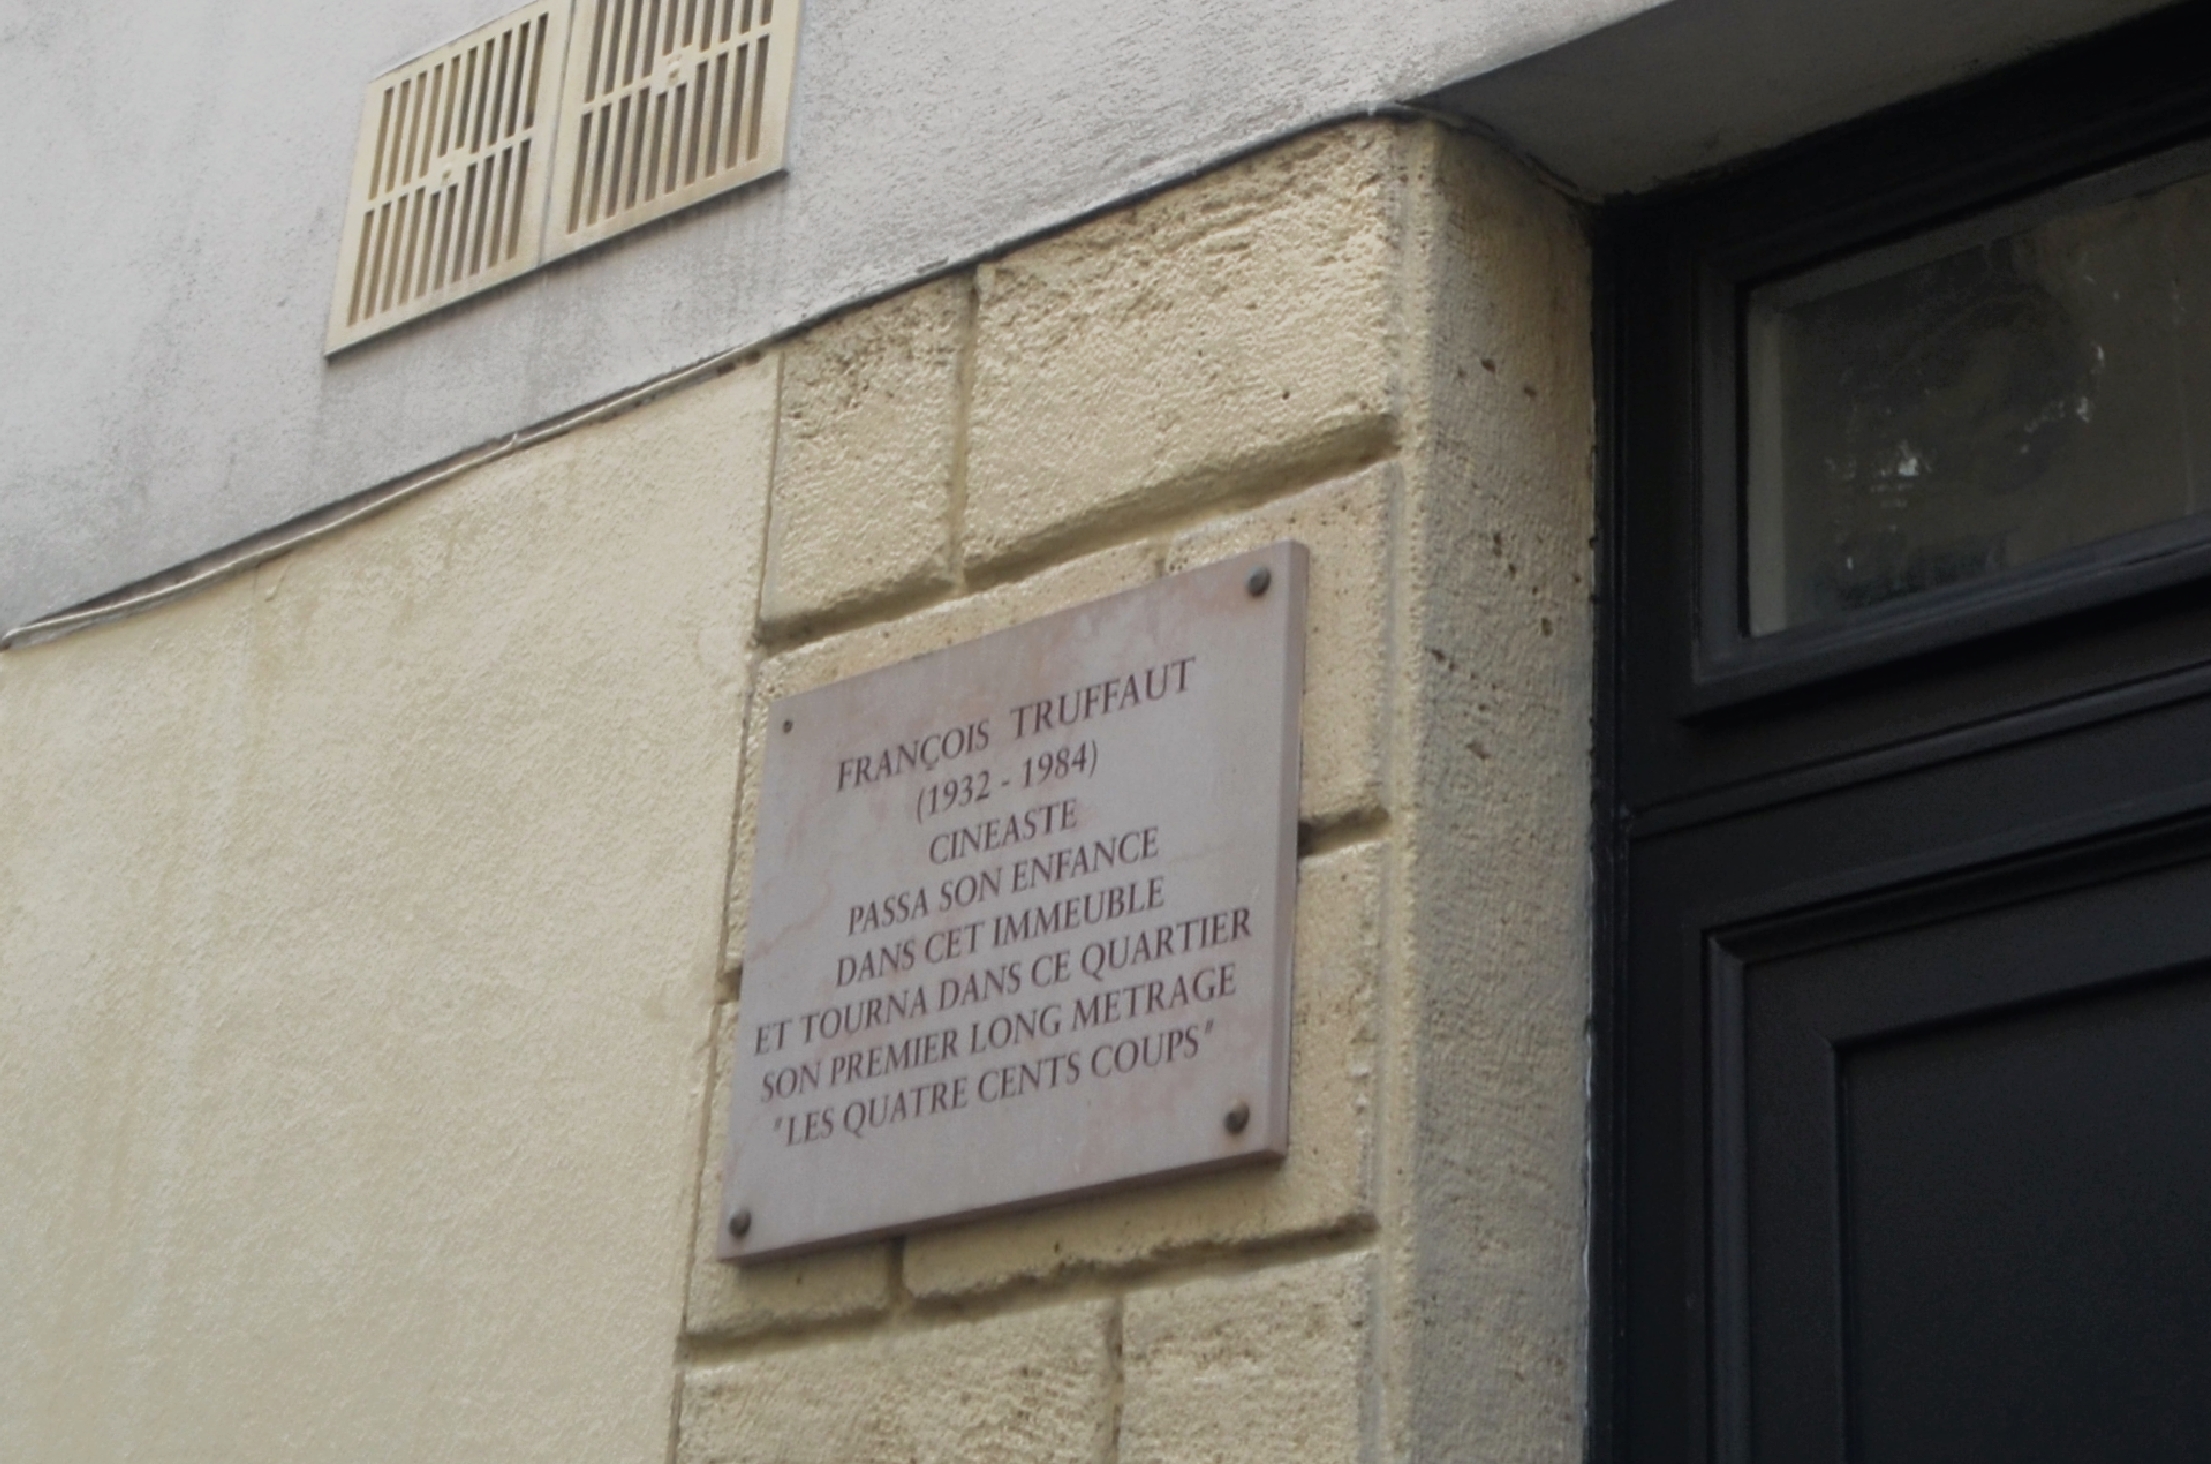 FRANÇOIS TRUFFAUT
(1932 - 1984)
CINEASTE
PASSA SON ENFANCE
DANS CET IMMEUBLE
ET TOURNA DANS CE QUARTIER
SON PREMIER LONG METRAGE
"LES QUATRE CENTS COUPS"